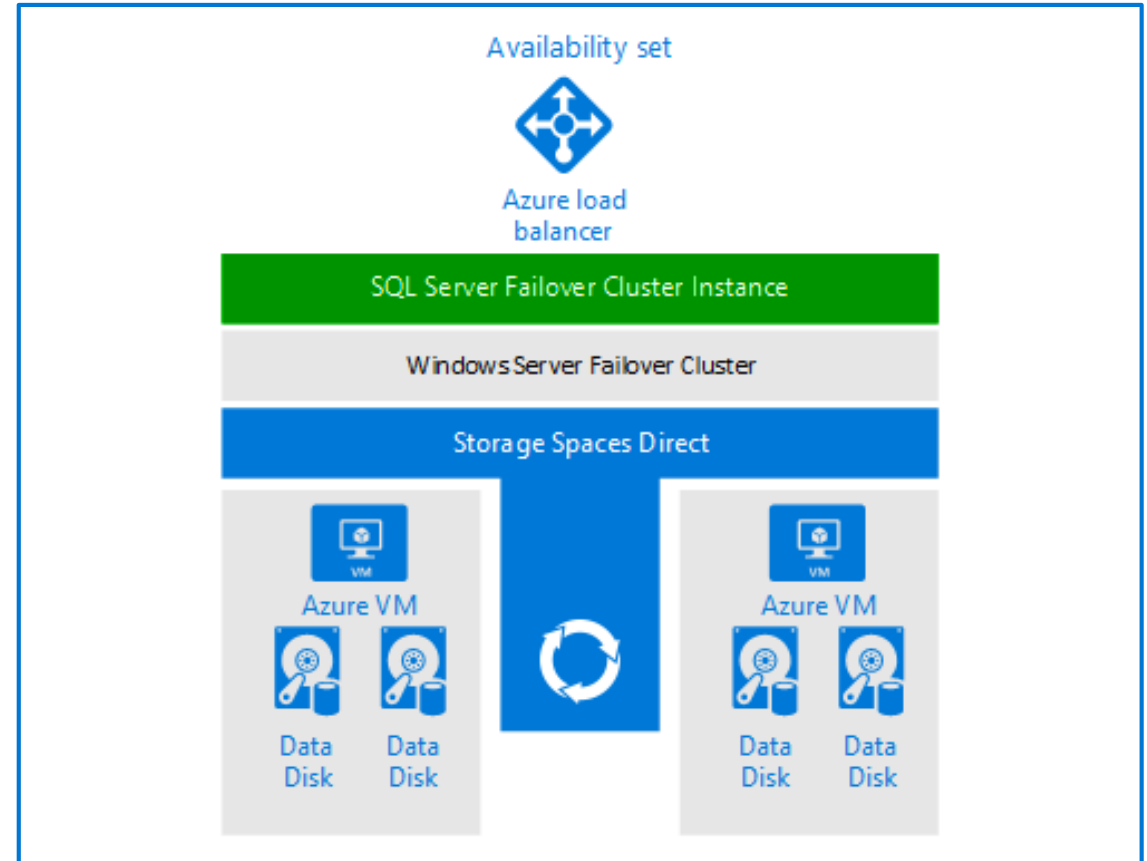 Availability set
Azure load
balancer
SQL Server Failover Cluster Instance
Windows Server Failover Cluster
Storage Spaces Direct
VM
Azure VM
Data
Disk
Data
Disk
VM
Azure VM
Data
Disk
Data
Disk